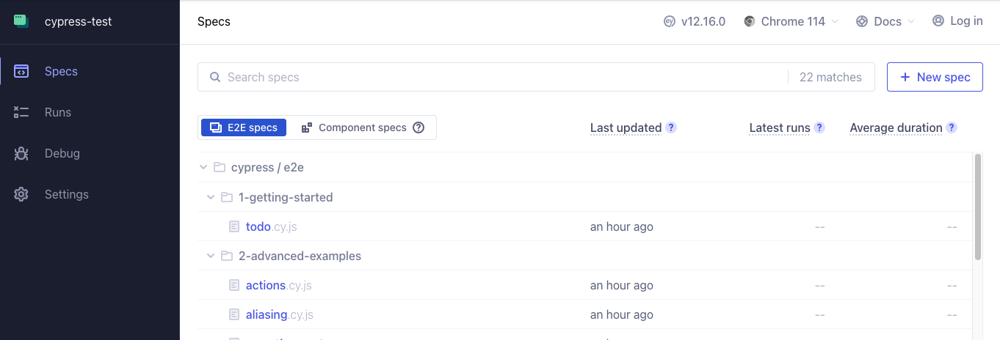 cypress-test
Specs
Runs
Debug
Settings
Specs
v12.16.0 Chrome 114 Docs Log in
Search specs 22 matches + New spec
E2E specs Component specs ? Last updated ? Latest runs ? Average duration ?
cypress / e2e
1-getting-started
todo.cy.js an hour ago -- --
2-advanced-examples
actions.cy.js an hour ago -- --
aliasing.cy.js an hour ago -- --